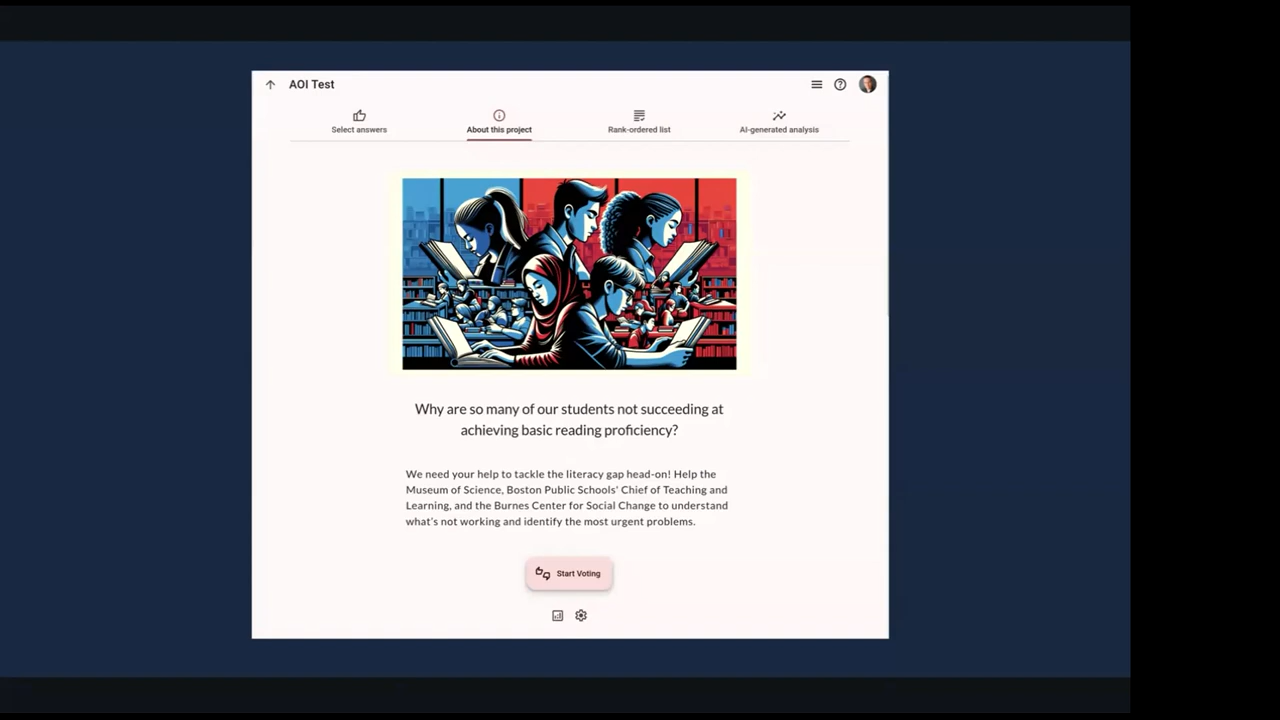 AOI Test
Select answers
About this project
Rank-ordered list
AI-generated analysis
Why are so many of our students not succeeding at
achieving basic reading proficiency?
We need your help to tackle the literacy gap head-on! Help the
Museum of Science, Boston Public Schools' Chief of Teaching and
Learning, and the Burnes Center for Social Change to understand
what's not working and identify the most urgent problems.
Start Voting